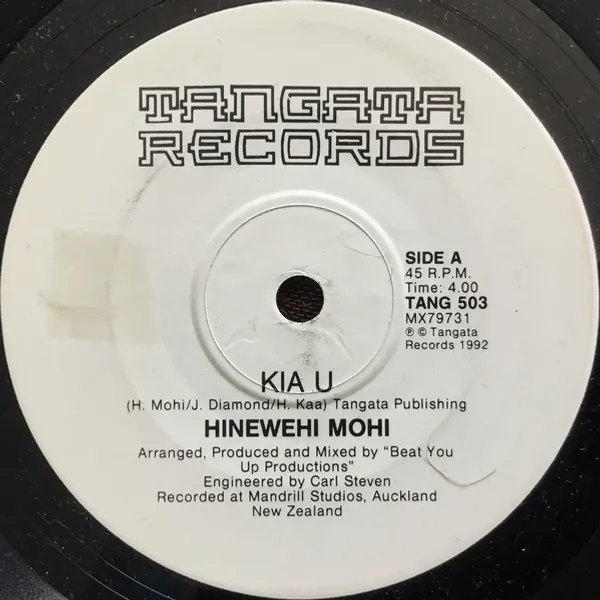 TANGATA
RECORDS
SIDE A
45 R.P.M.
Time: 4.00
TANG 503
MX79731
℗ © Tangata
Records 1992
KIA U
(H. Mohi/J. Diamond/H. Kaa) Tangata Publishing
HINEWEHI MOHI
Arranged, Produced and Mixed by "Beat You
Up Productions"
Engineered by Carl Steven
Recorded at Mandrill Studios, Auckland
New Zealand